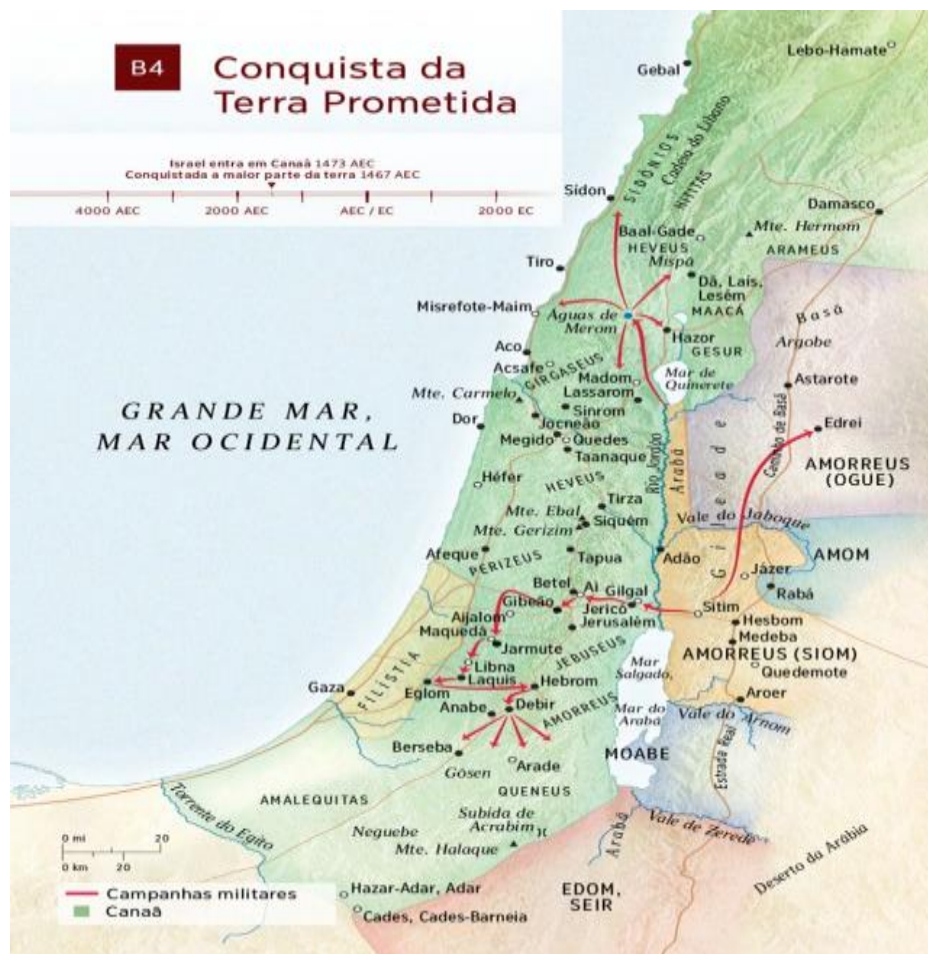 B4
Conquista da
Terra Prometida
Israel entra em Canaã 1473 AEC
Conquistada a maior parte da terra 1467 AEC
4000 AEC
2000 AEC
AEC / EC
2000 EC
Lebo-Hamate
Gebal
SIDÔNIOS
Cadeia do Líbano
HITITAS
Sídon
Damasco
Baal-Gade
Mte. Hermom
HEVEUS
ARAMEUS
Mispá
Tiro
Dã, Laís,
Lesém
MAACÁ
Misrefote-Maim
Águas de
Merom
Basã
Hazor
GESUR
Argobe
Aco
Acsafe
GIRGASEUS
Mar de
Quinerete
Madom
Lassarom
Astarote
Mte. Carmelo
Sinrom
Dor
Jocneão
Edrei
Megido
Quedes
Taanaque
Rio Jordão
Arabá
Gileade
Caminho de Basã
AMORREUS
(OGUE)
Héfer
HEVEUS
Tirza
Mte. Ebal
Siquém
Mte. Gerizim
Vale do Jaboque
Afeque
PERIZEUS
Tapua
Adão
AMOM
Jázer
Betel
Ai
Gilgal
Rabá
Gibeão
Jericó
Sitim
Aijalom
Jerusalém
Hesbom
Maquedá
Medeba
Jarmute
JEBUSEUS
AMORREUS (SIOM)
Libna
Mar
Salgado,
Quedemote
Laquis
Hebrom
Gaza
FILÍSTIA
Eglom
Aroer
Anabe
Debir
AMORREUS
Mar do
Arabá
Vale do Arnom
Berseba
MOABE
Estrada Real
Arade
Gósen
QUENEUS
AMALEQUITAS
Torrente do Egito
Subida de
Acrabim
Neguebe
Mte. Halaque
Arabá
Vale de Zerede
Deserto da Arábia
GRANDE MAR,
MAR OCIDENTAL
0 mi 20
0 km 20
Campanhas militares
Canaã
Hazar-Adar, Adar
Cades, Cades-Barneia
EDOM,
SEIR